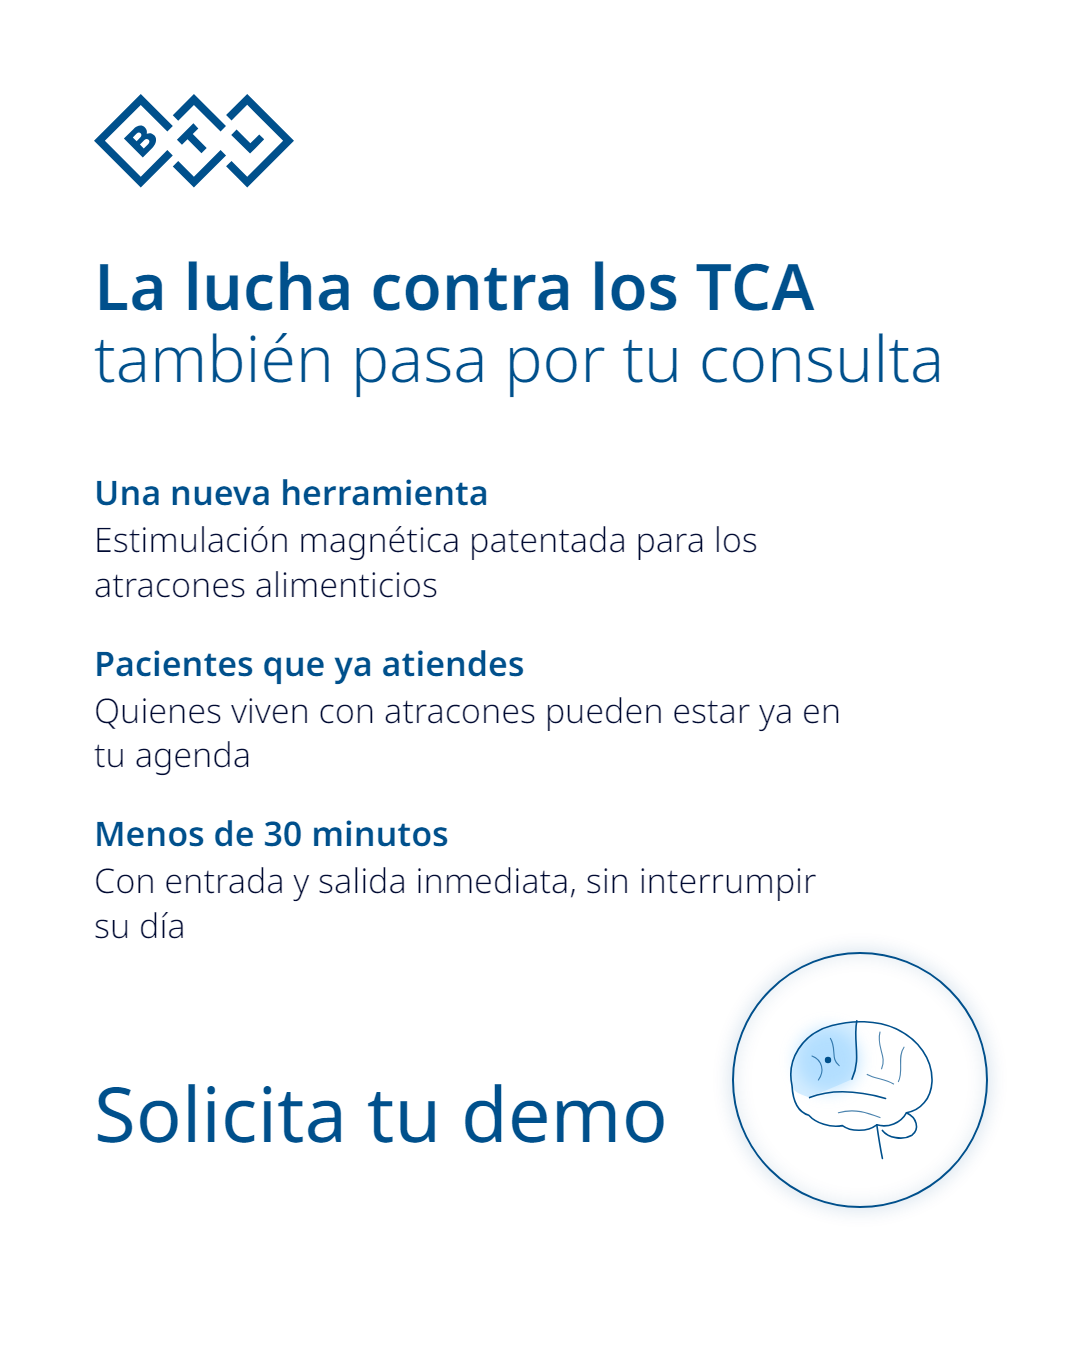 BTL
La lucha contra los TCA
también pasa por tu consulta
Una nueva herramienta
Estimulación magnética patentada para los
atracones alimenticios
Pacientes que ya atiendes
Quienes viven con atracones pueden estar ya en
tu agenda
Menos de 30 minutos
Con entrada y salida inmediata, sin interrumpir
su día
Solicita tu demo